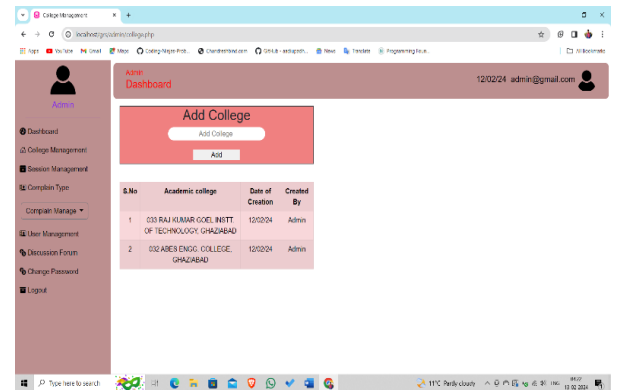 College Management
localhost/grs/admin/college.php
Apps YouTube Gmail Maps Translate
All Bookmarks
Admin
Dashboard
12/02/24 admin@gmail.com
Admin
Dashboard
College Management
Session Management
Complain Type
Complain Manage
User Management
Discussion Forum
Change Password
Logout
Add College
Add College
Add
S.No Academic college Date of Creation Created By
1 033 RAJ KUMAR GOEL INSTT. 12/02/24 Admin
OF TECHNOLOGY, GHAZIABAD
2 032 ABES ENGG. COLLEGE, 12/02/24 Admin
GHAZIABAD
Type here to search
11°C Partly cloudy
ENG